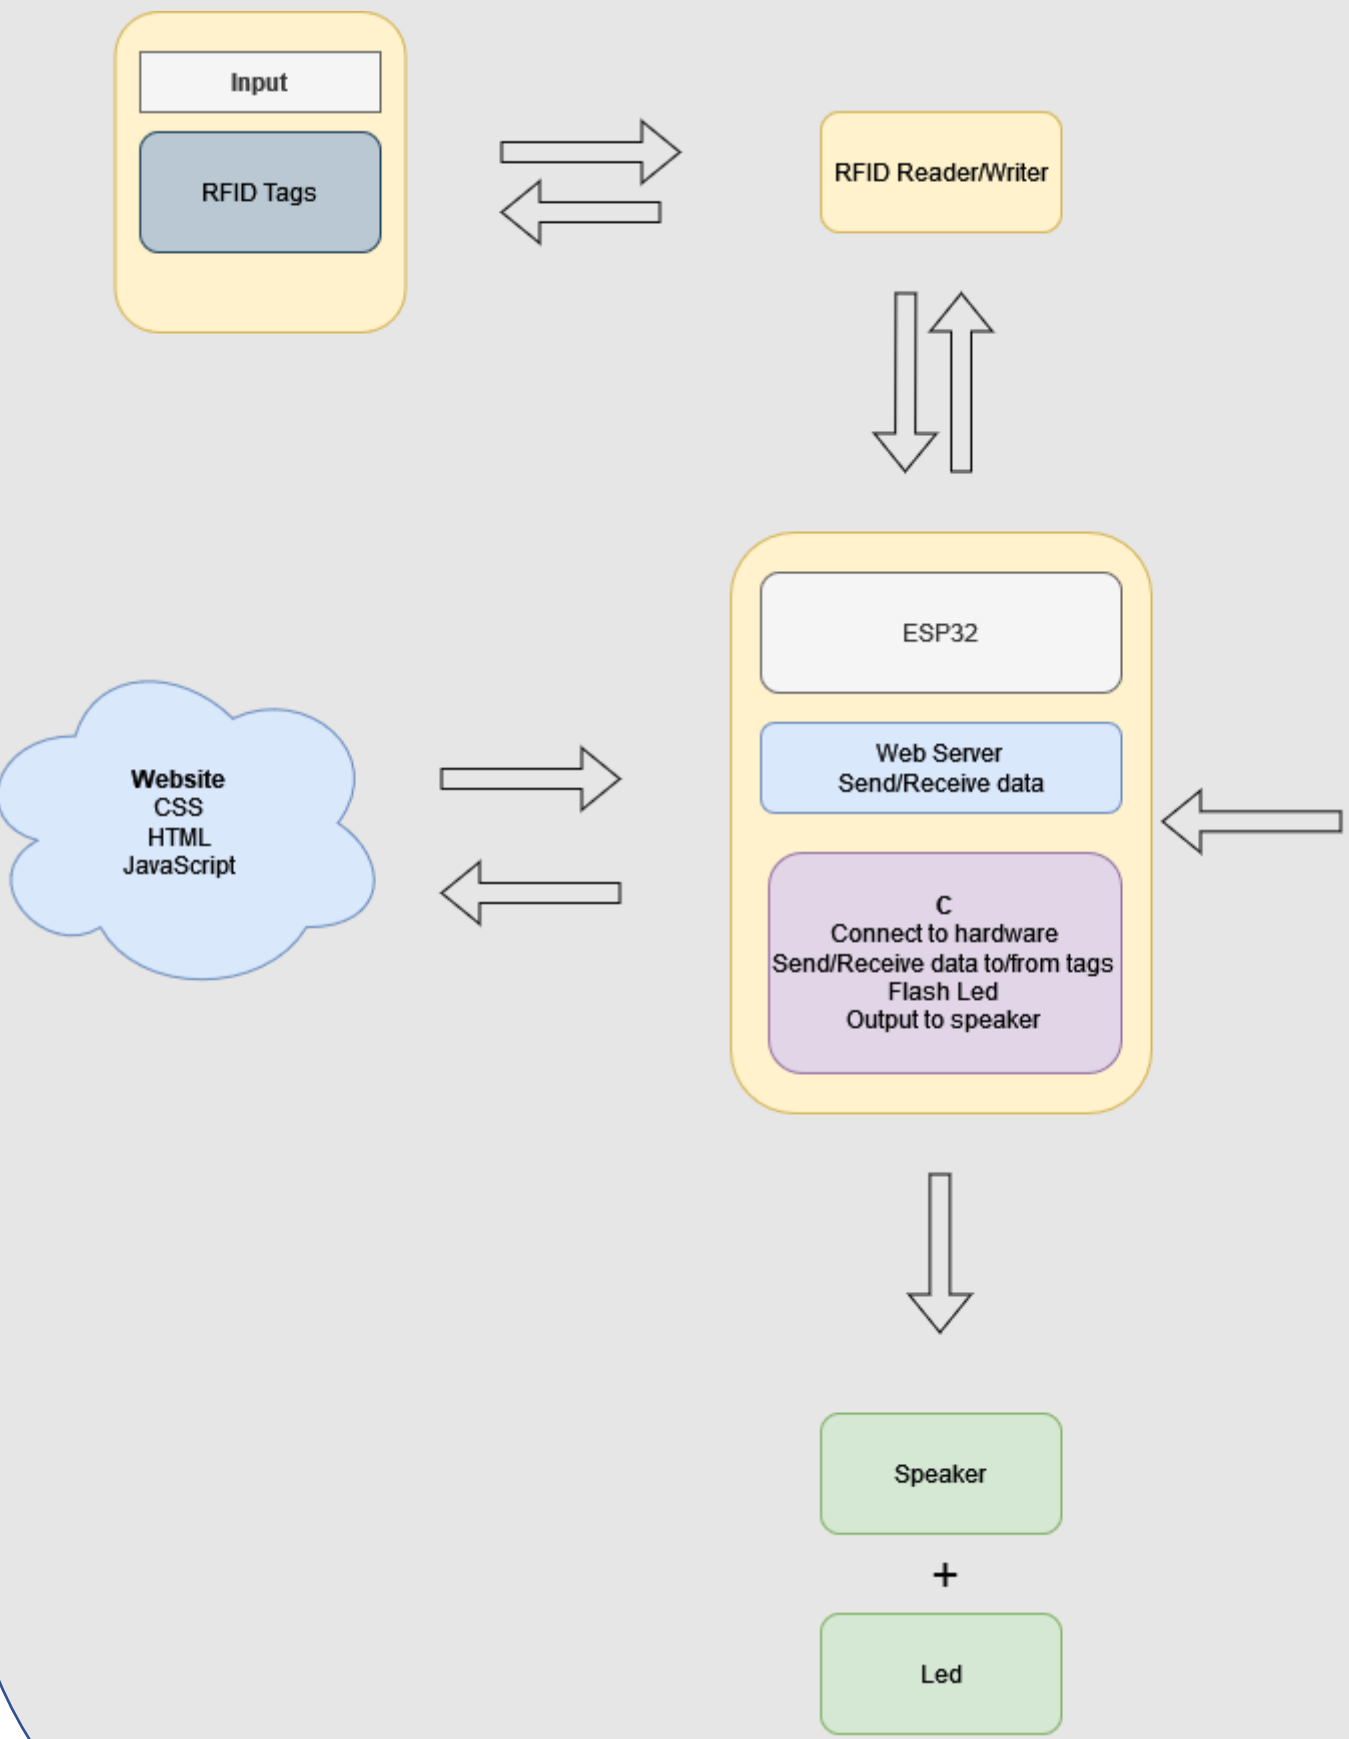 Input
RFID Tags
RFID Reader/Writer
ESP32
Web Server
Send/Receive data
Website
CSS
HTML
JavaScript
C
Connect to hardware
Send/Receive data to/from tags
Flash Led
Output to speaker
Speaker
+
Led